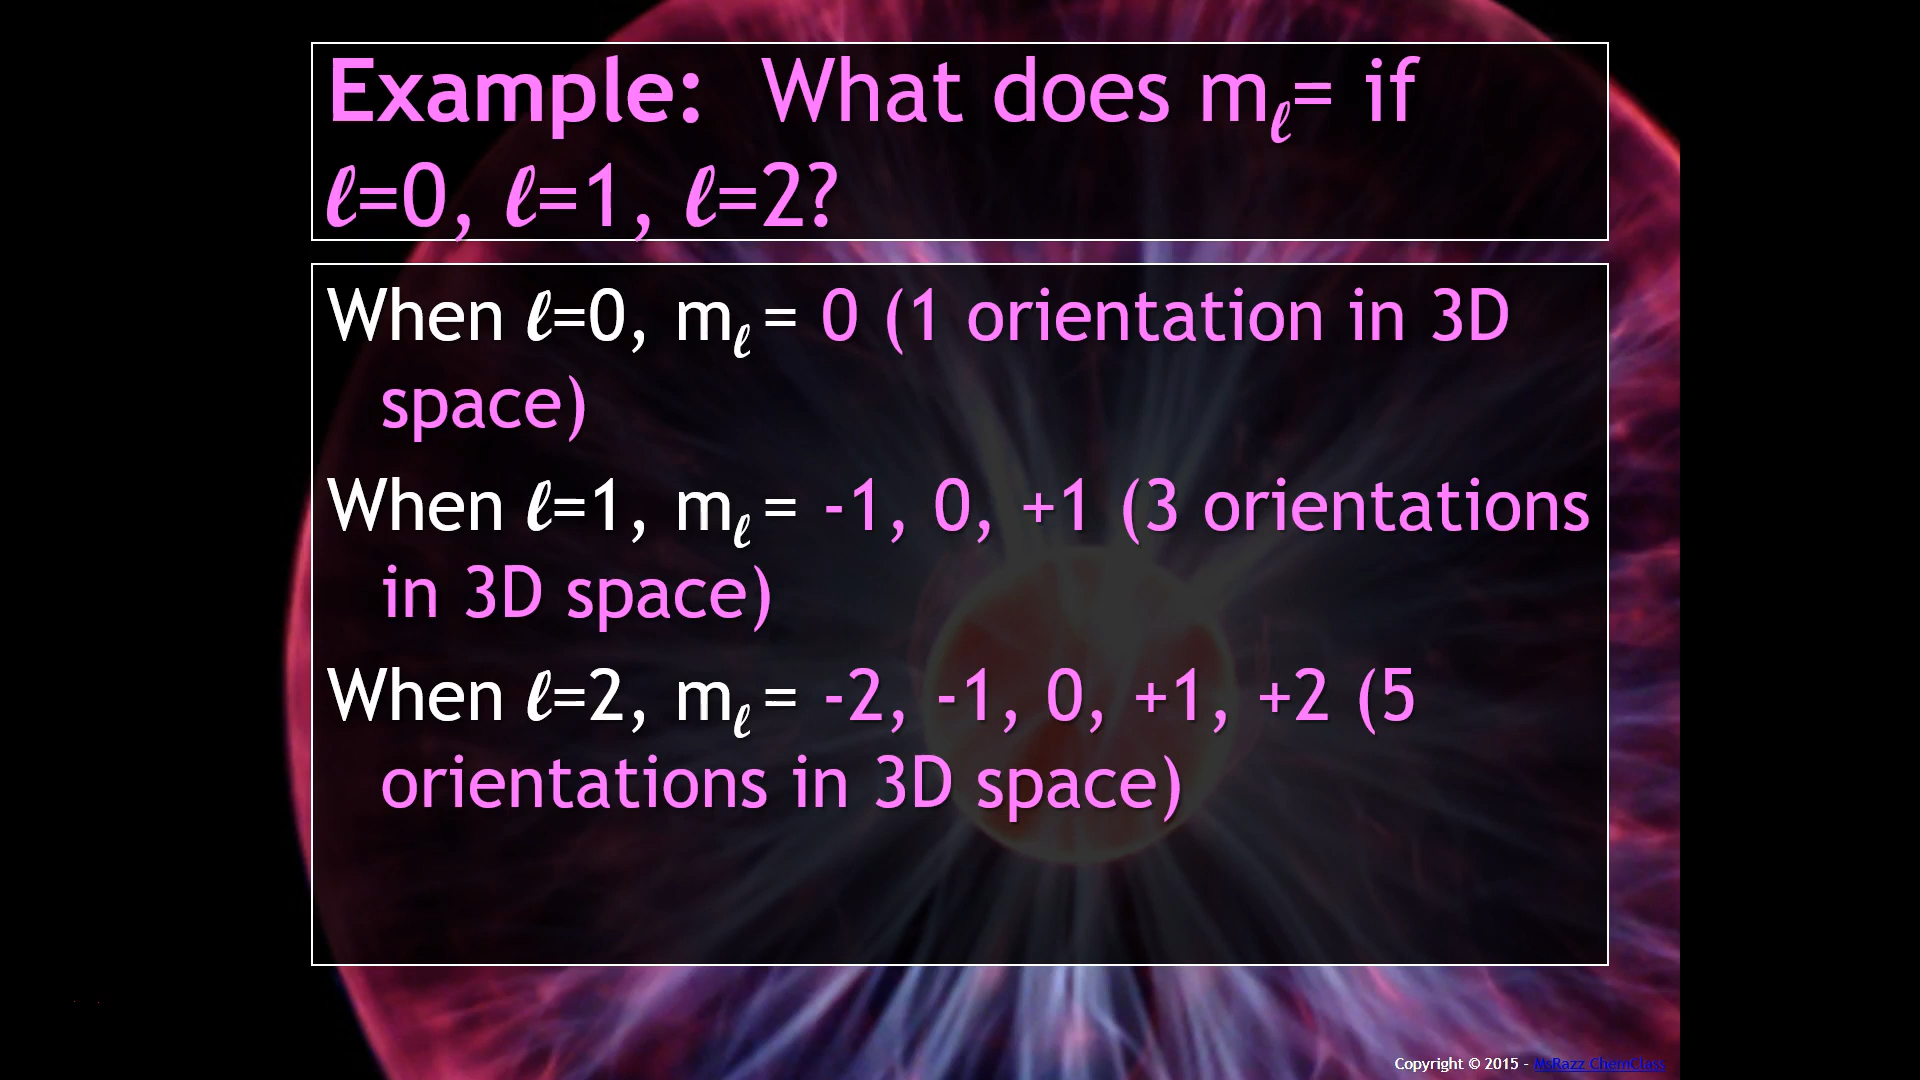 Example: What does mℓ= if
ℓ=0, ℓ=1, ℓ=2?
When ℓ=0, mℓ = 0 (1 orientation in 3D
space)
When ℓ=1, mℓ = -1, 0, +1 (3 orientations
in 3D space)
When ℓ=2, mℓ = -2, -1, 0, +1, +2 (5
orientations in 3D space)
Copyright © 2015 - MsRazz ChemClass